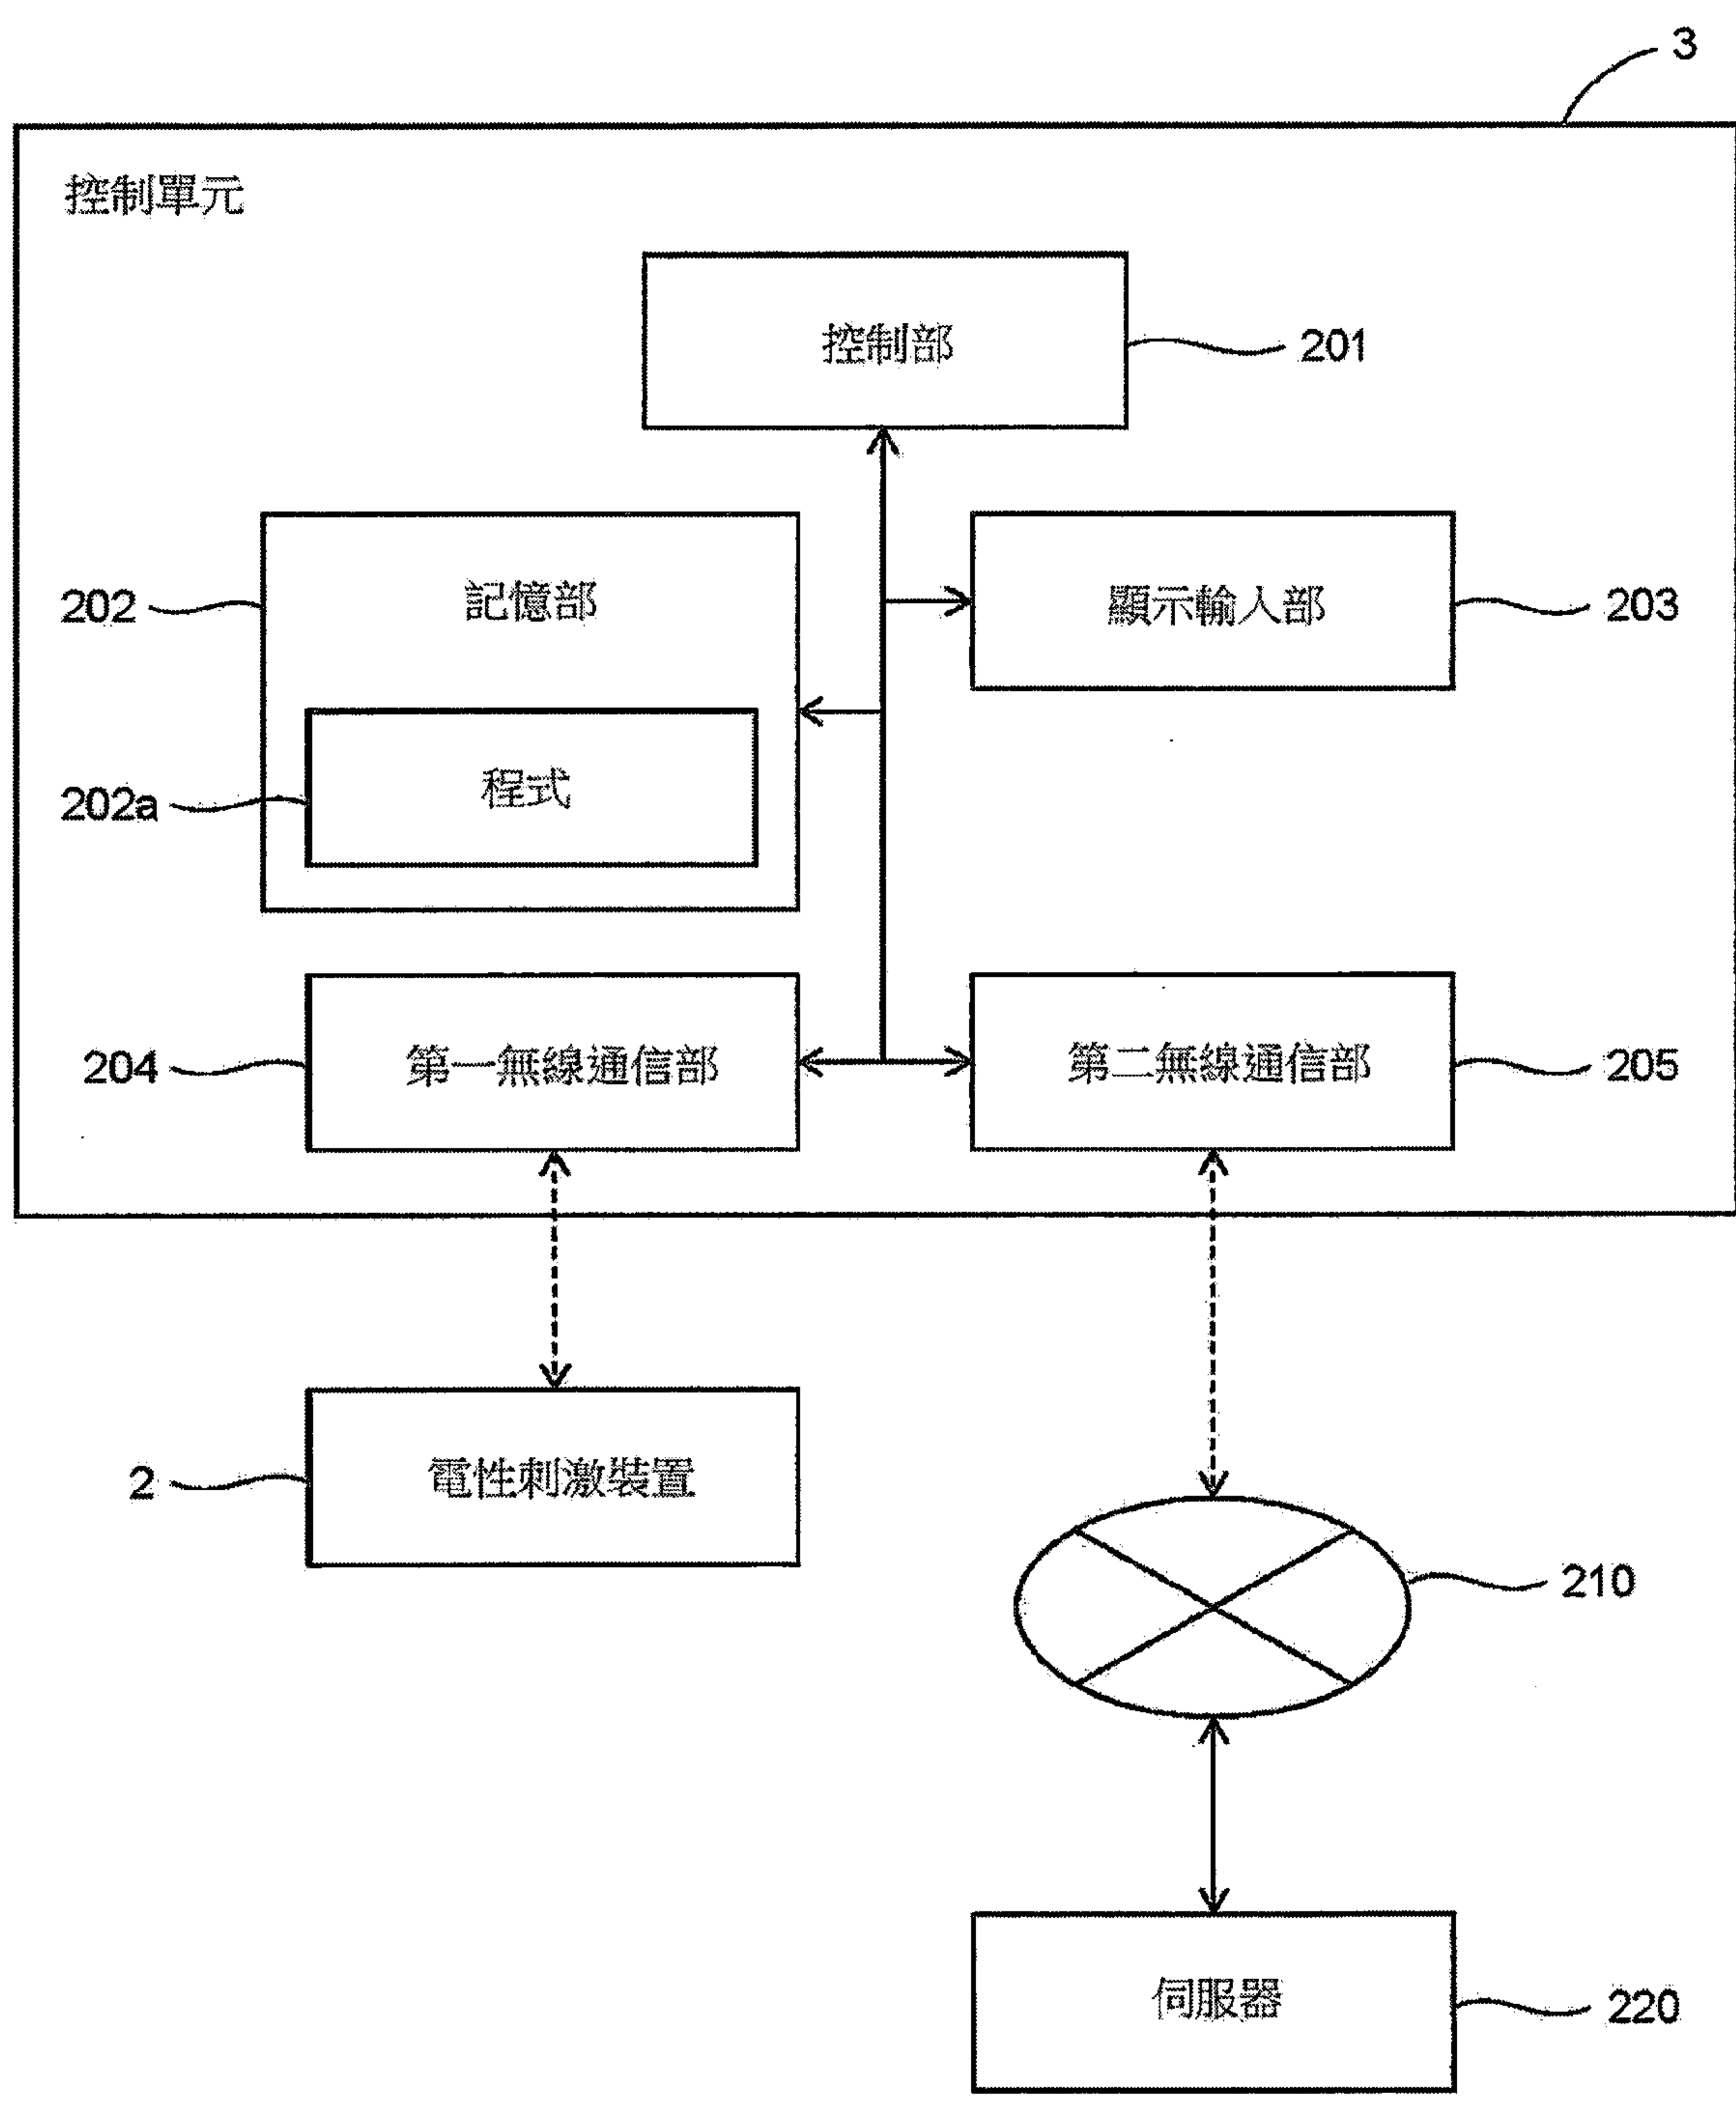 3
控制單元
控制部
201
202
記憶部
顯示輸入部
203
202a
程式
204
第一無線通信部
第二無線通信部
205
2
電性刺激裝置
210
伺服器
220